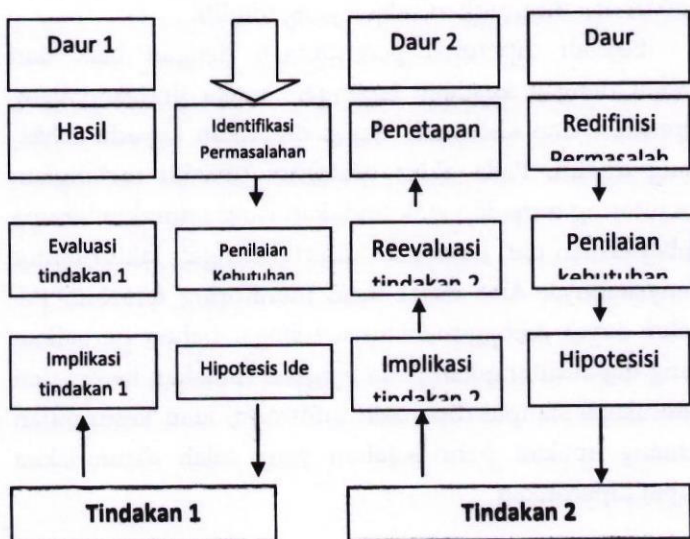 Daur 1
Daur 2
Daur
Hasil
Identifikasi
Permasalahan
Penetapan
Redifinisi
Permasalah
Evaluasi
tindakan 1
Penilaian
Kebutuhan
Reevaluasi
tindakan 2
Penilaian
kebutuhan
Implikasi
tindakan 1
Hipotesis Ide
Implikasi
tindakan 2
Hipotesisi
Tindakan 1
Tindakan 2